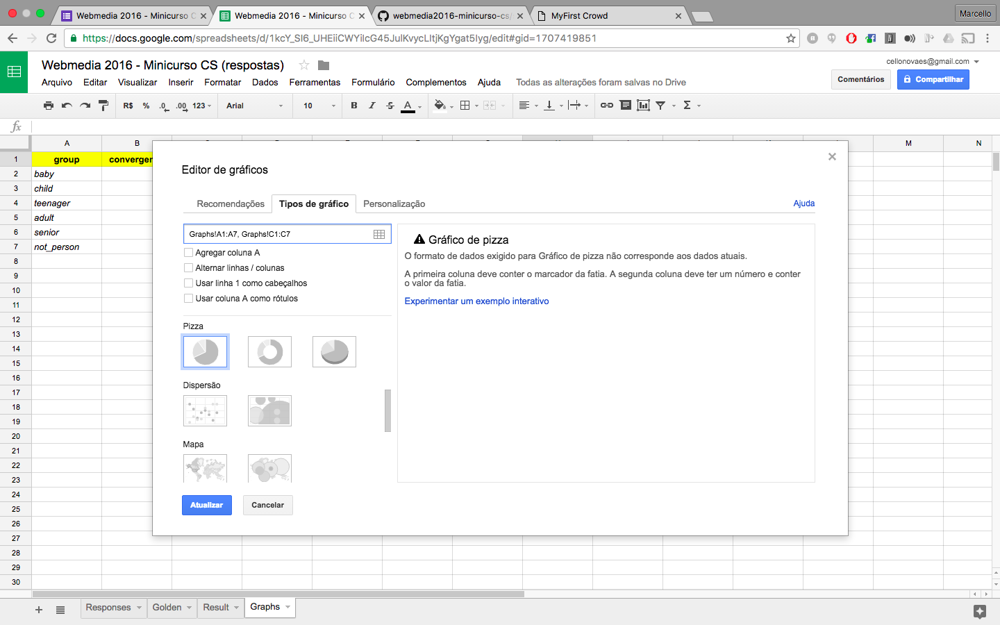 Webmedia 2016 - Minicurso C
Webmedia 2016 - Minicurso C
webmedia2016-minicurso-cs/
MyFirst Crowd
Marcello
https://docs.google.com/spreadsheets/d/1kcY_SI6_UHEiiCWYilcG45JulKvycLltjKgYgat5lyg/edit#gid=1707419851
Webmedia 2016 - Minicurso CS (respostas)
cellonovaes@gmail.com
Arquivo Editar Visualizar Inserir Formatar Dados Ferramentas Formulário Complementos Ajuda Todas as alterações foram salvas no Drive
Comentários
Compartilhar
R$ % .0 .00 123 Arial 10 B I S A Σ
fx
A B M N
1 group converger
2 baby
3 child
4 teenager
5 adult
6 senior
7 not_person
8
9
10
11
12
13
14
15
16
17
18
19
20
21
22
23
24
25
26
27
28
29
30
Editor de gráficos
Recomendações Tipos de gráfico Personalização Ajuda
Graphs!A1:A7, Graphs!C1:C7
Agregar coluna A
Alternar linhas / colunas
Usar linha 1 como cabeçalhos
Usar coluna A como rótulos
Pizza
Dispersão
Mapa
Gráfico de pizza
O formato de dados exigido para Gráfico de pizza não corresponde aos dados atuais.
A primeira coluna deve conter o marcador da fatia. A segunda coluna deve ter um número e conter
o valor da fatia.
Experimentar um exemplo interativo
Atualizar Cancelar
Responses Golden Result Graphs